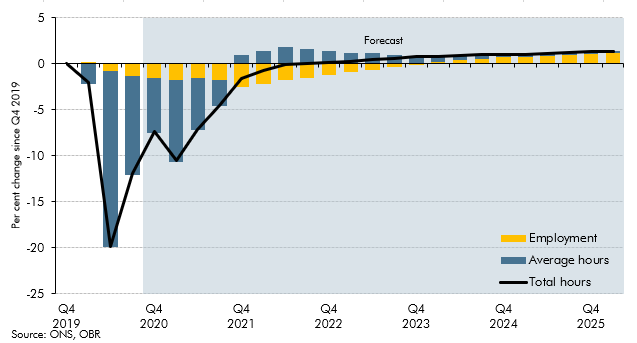 5
0
-5
-10
-15
-20
-25
Per cent change since Q4 2019
Forecast
Employment
Average hours
Total hours
Q4 Q4 Q4 Q4 Q4 Q4 Q4
2019 2020 2021 2022 2023 2024 2025
Source: ONS, OBR